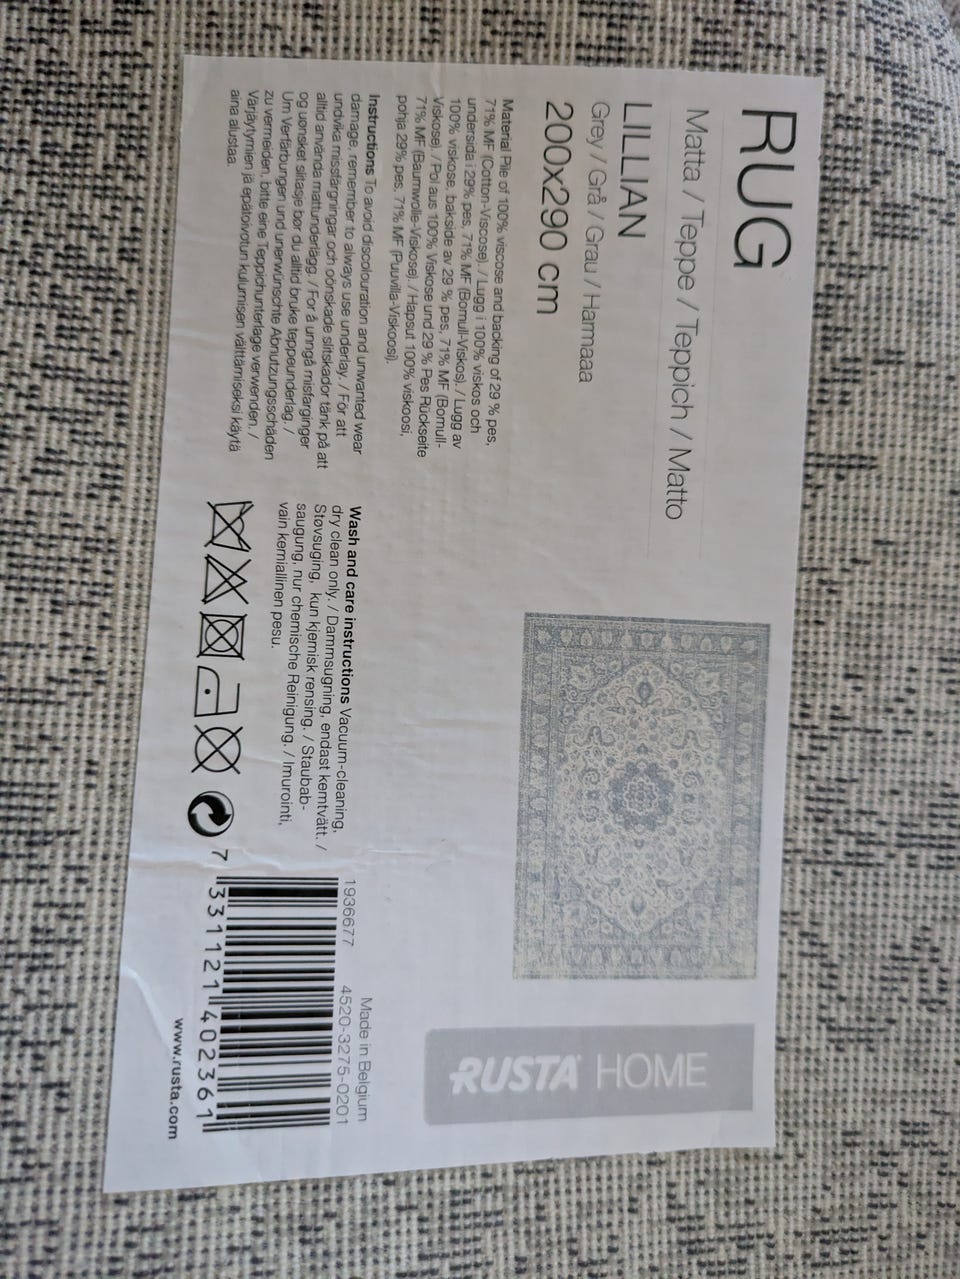 RUG
Matta / Teppe / Teppich / Matto
LILLIAN
Grey / Grå / Grau / Harmaaa
200x290 cm
Material Pile of 100% viscose and backing of 29 % pes,
71% MF (Cotton-Viscose). / Lugg i 100% viskos och
undersida i 29% pes, 71% MF (Bomull-Viskos). / Lugg av
100% viskose, bakside av 29 % pes, 71% MF (Bomull-
Viskose). / Pol aus 100% Viskose und 29 % Pes Rückseite
71% MF (Baumwolle-Viskose). / Hapsut 100% viskoosi,
pohja 29% pes, 71% MF (Puuvilla-Viskoosi).
Instructions To avoid discolouration and unwanted wear
damage, remember to always use underlay. / För att
undvika missfärgningar och oönskade slitskador tänk på att
alltid använda mattunderlägg. / For å unngå misfarginger
og uønsket slitasje bør du alltid bruke teppeunderlag. /
Um Verfärbungen und unerwünschte Abnutzungsschäden
zu vermeiden, bitte eine Teppichunterlage verwenden. /
Värjäytymien ja epätoivotun kulumisen välttämiseksi käytä
aina alustaa.
Wash and care instructions Vacuum-cleaning,
dry clean only. / Dammsugning, endast kemtvätt. /
Støvsuging, kun kjemisk rensing. / Staubab-
saugung, nur chemische Reinigung. / Imurointi,
vain kemiallinen pesu.
RUSTA HOME
Made in Belgium
1936677 4520-3275-0201
7 331121 402361
www.rusta.com